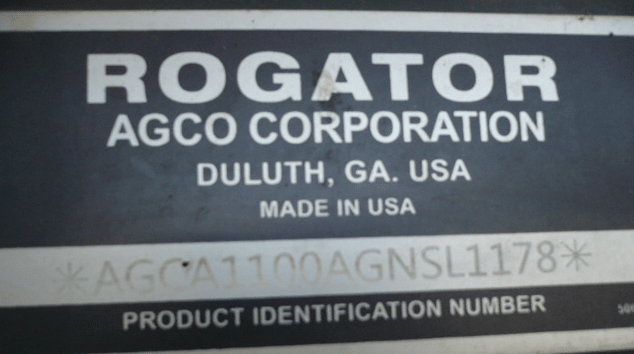 ROGATOR
AGCO CORPORATION
DULUTH, GA. USA
MADE IN USA
*AGCA1100AGNSL1178*
PRODUCT IDENTIFICATION NUMBER